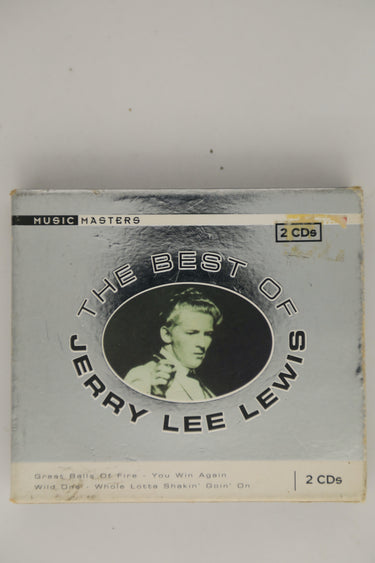 MUSIC MASTERS
2 CDs
THE BEST OF
JERRY LEE LEWIS
Great Balls Of Fire - You Win Again
Wild One - Whole Lotta Shakin' Goin' On
2 CDs